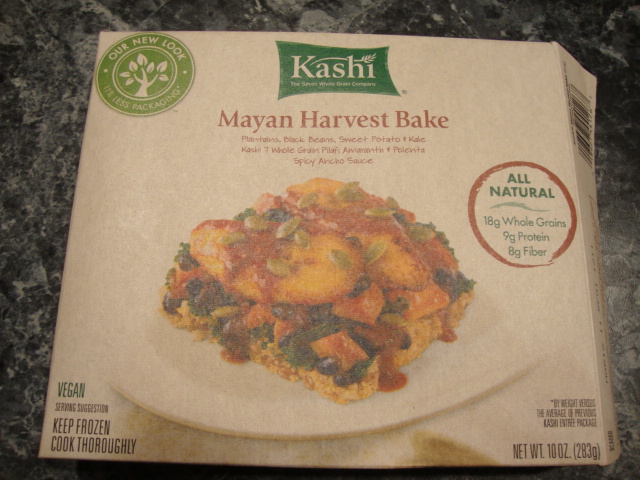 OUR NEW LOOK
Kashi
The Seven Whole Grain Company
Mayan Harvest Bake
Plantains, Black Beans, Sweet Potato & Kale
Kashi 7 Whole Grain Pilaf, Amaranth & Polenta
Spicy Ancho Sauce
ALL
NATURAL
18g Whole Grains
9g Protein
8g Fiber
VEGAN
SERVING SUGGESTION
KEEP FROZEN
COOK THOROUGHLY
*BY WEIGHT VERSUS
THE AVERAGE OF PREVIOUS
KASHI ENTRÉE PACKAGE
NET WT. 10 OZ. (283g)